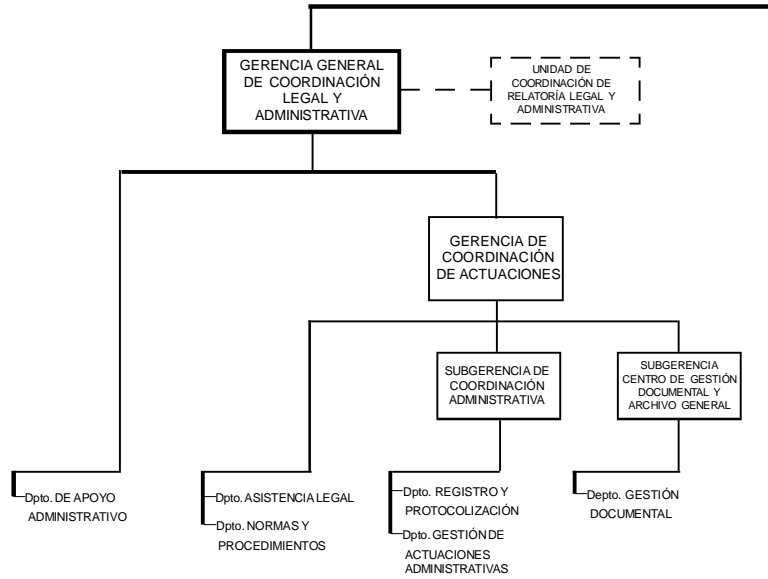 GERENCIA GENERAL
DE COORDINACIÓN
LEGAL Y
ADMINISTRATIVA
UNIDAD DE
COORDINACIÓN DE
RELATORÍA LEGAL Y
ADMINISTRATIVA
GERENCIA DE
COORDINACIÓN
DE ACTUACIONES
SUBGERENCIA DE
COORDINACIÓN
ADMINISTRATIVA
SUBGERENCIA
CENTRO DE GESTIÓN
DOCUMENTAL Y
ARCHIVO GENERAL
Dpto. DE APOYO
ADMINISTRATIVO
Dpto. ASISTENCIA LEGAL
Dpto. NORMAS Y
PROCEDIMIENTOS
Dpto. REGISTRO Y
PROTOCOLIZACIÓN
Dpto. GESTIÓN DE
ACTUACIONES
ADMINISTRATIVAS
Depto. GESTIÓN
DOCUMENTAL